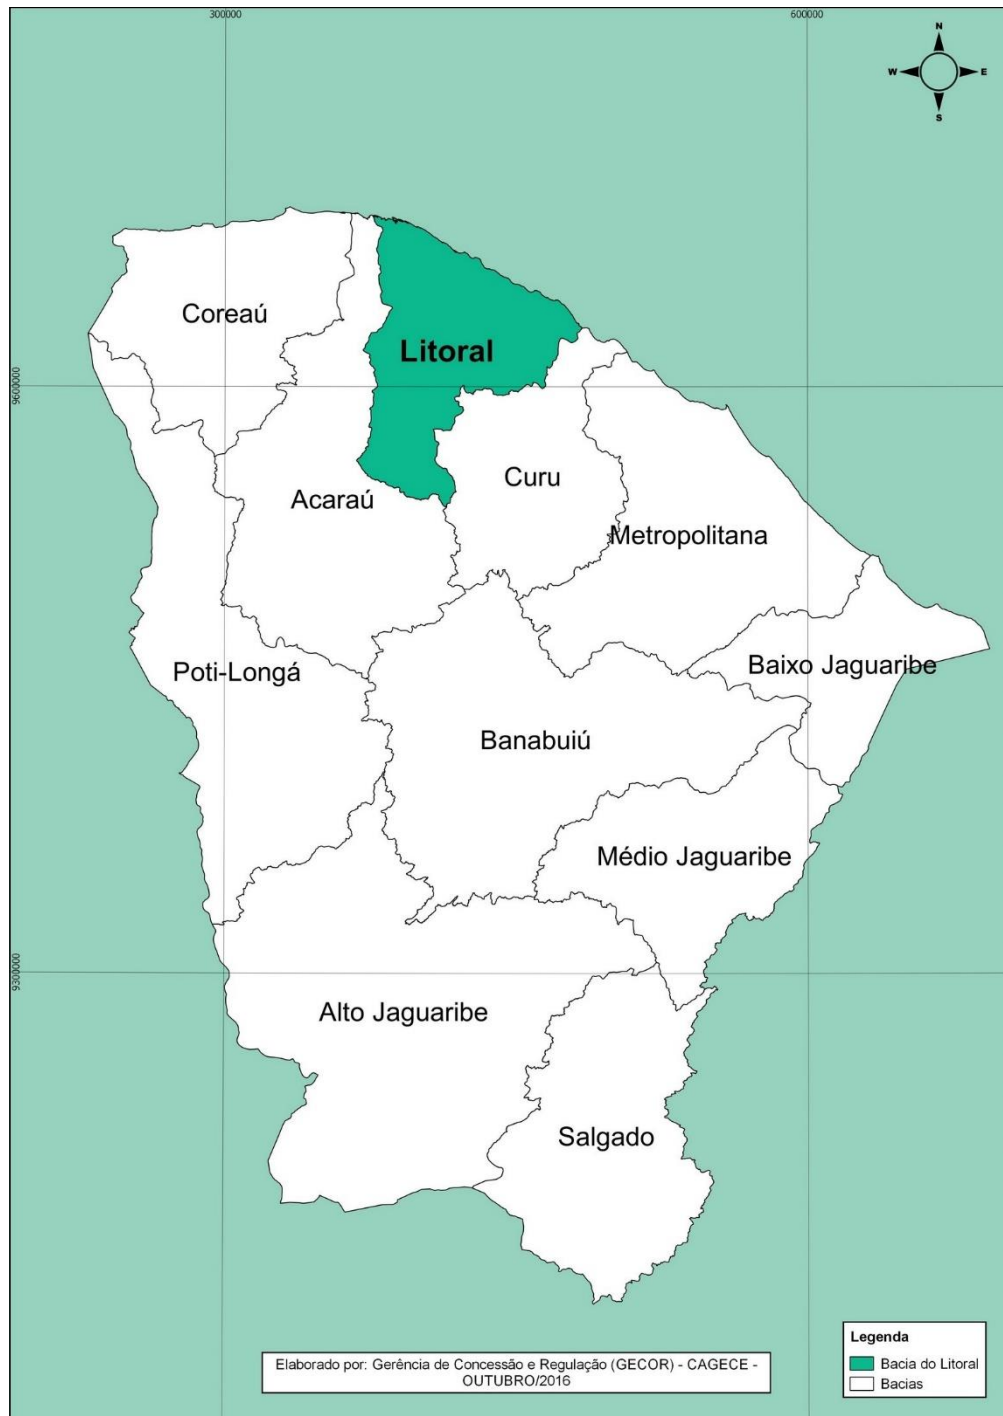 300000
600000
N
W
E
S
Coreaú
Litoral
9600000
Curu
Acaraú
Metropolitana
Baixo Jaguaribe
Poti-Longá
Banabuiú
Médio Jaguaribe
9300000
Alto Jaguaribe
Salgado
Legenda
Bacia do Litoral
Bacias
Elaborado por: Gerência de Concessão e Regulação (GECOR) - CAGECE -
OUTUBRO/2016